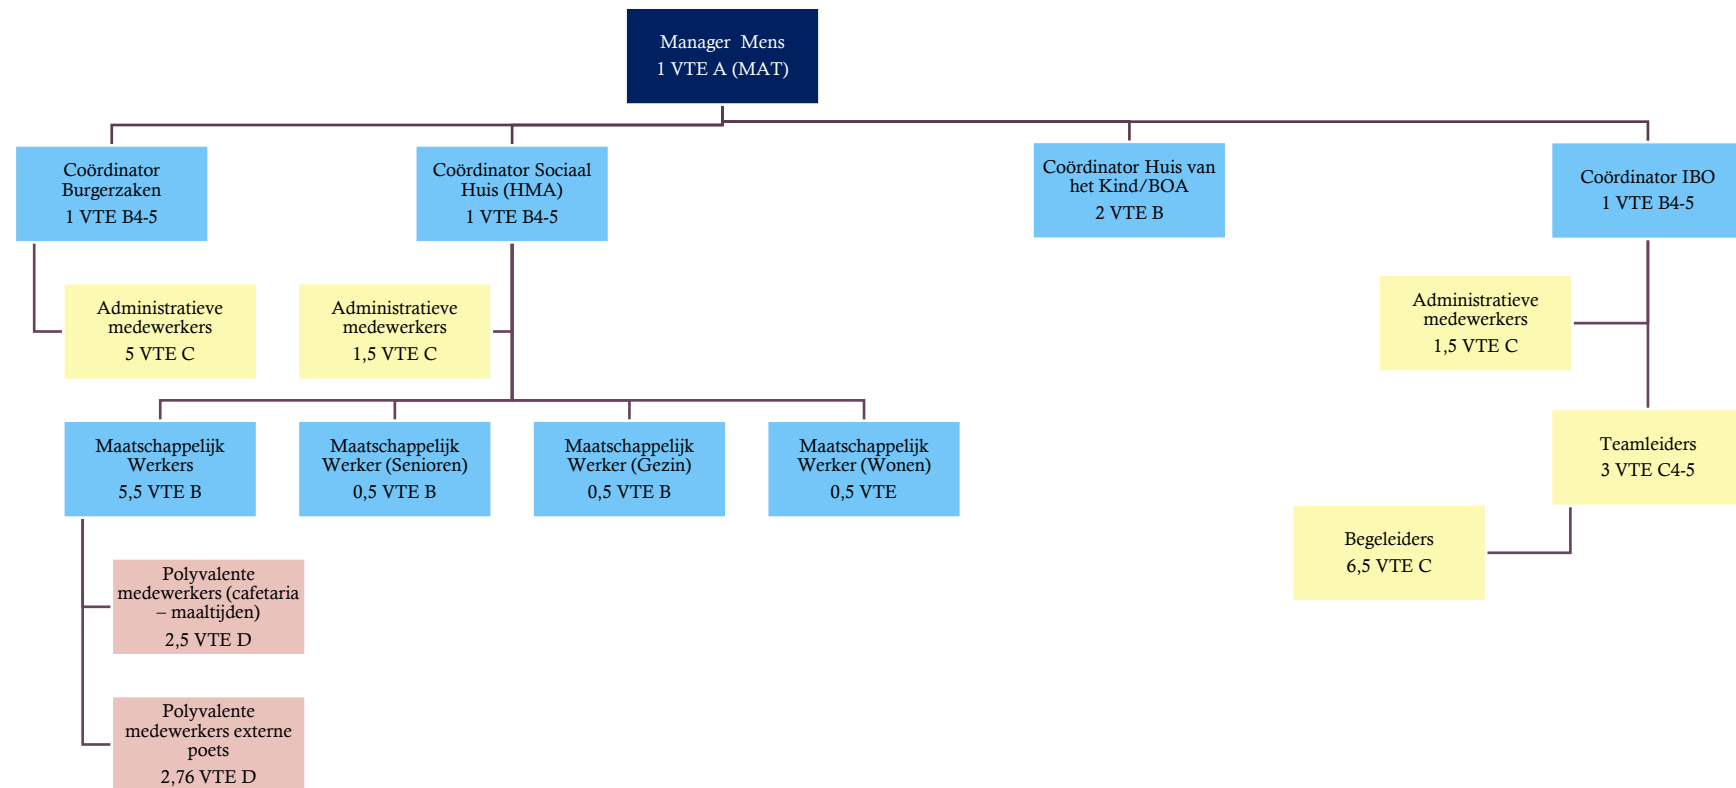 Manager Mens
1 VTE A (MAT)
Coördinator
Burgerzaken
1 VTE B4-5
Coördinator Sociaal
Huis (HMA)
1 VTE B4-5
Coördinator Huis van
het Kind/BOA
2 VTE B
Coördinator IBO
1 VTE B4-5
Administratieve
medewerkers
5 VTE C
Administratieve
medewerkers
1,5 VTE C
Administratieve
medewerkers
1,5 VTE C
Maatschappelijk
Werkers
5,5 VTE B
Maatschappelijk
Werker (Senioren)
0,5 VTE B
Maatschappelijk
Werker (Gezin)
0,5 VTE B
Maatschappelijk
Werker (Wonen)
0,5 VTE
Teamleiders
3 VTE C4-5
Begeleiders
6,5 VTE C
Polyvalente
medewerkers (cafetaria
– maaltijden)
2,5 VTE D
Polyvalente
medewerkers externe
poets
2,76 VTE D